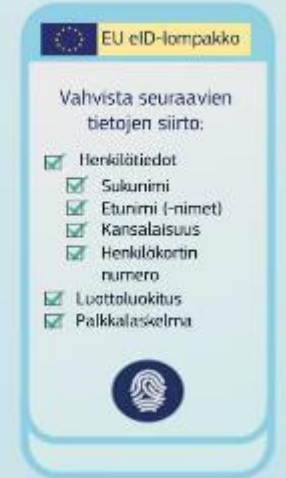 EU eID-lompakko
Vahvista seuraavien
tietojen siirto:
Henkilötiedot
Sukunimi
Etunimi (-nimet)
Kansalaisuus
Henkilökortin
numero
Luottoluokitus
Palkkalaskelma